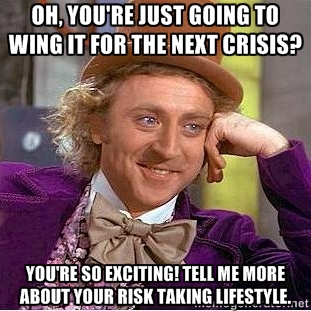 OH, YOU'RE JUST GOING TO
WING IT FOR THE NEXT CRISIS?
YOU'RE SO EXCITING! TELL ME MORE
ABOUT YOUR RISK TAKING LIFESTYLE.